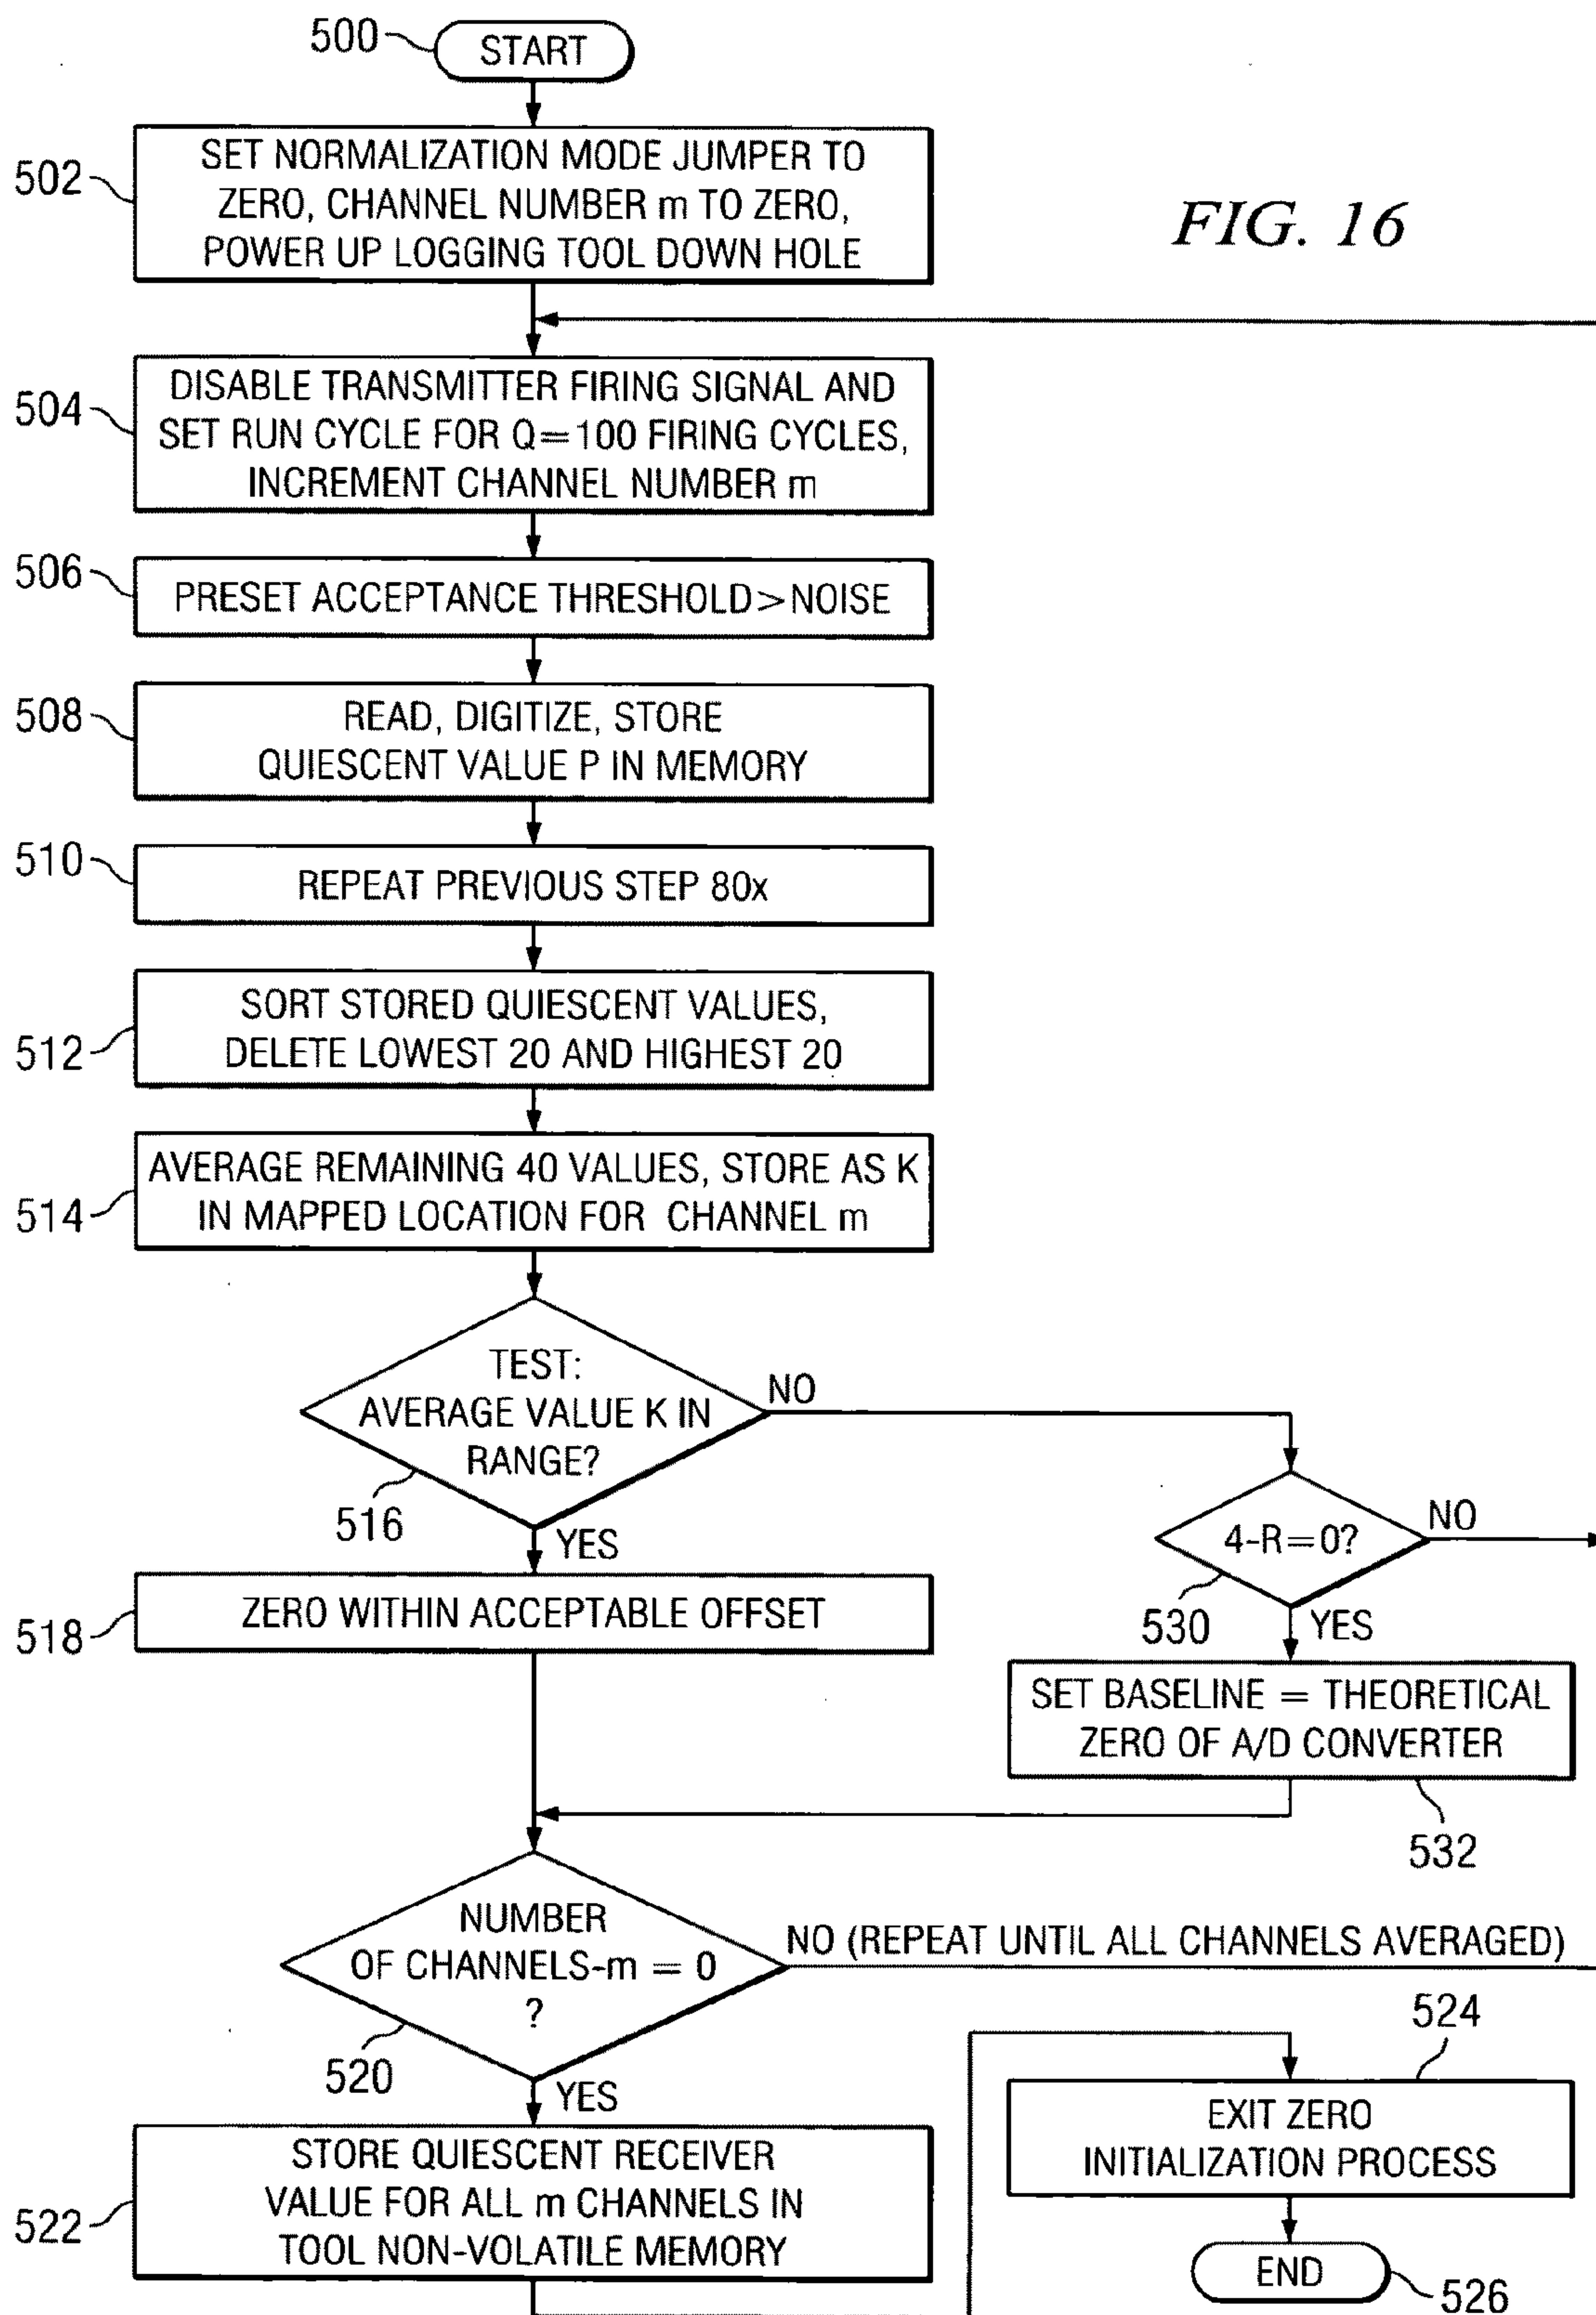 500
START
502
SET NORMALIZATION MODE JUMPER TO
ZERO, CHANNEL NUMBER m TO ZERO,
POWER UP LOGGING TOOL DOWN HOLE
FIG. 16
504
DISABLE TRANSMITTER FIRING SIGNAL AND
SET RUN CYCLE FOR Q=100 FIRING CYCLES,
INCREMENT CHANNEL NUMBER m
506
PRESET ACCEPTANCE THRESHOLD>NOISE
508
READ, DIGITIZE, STORE
QUIESCENT VALUE P IN MEMORY
510
REPEAT PREVIOUS STEP 80x
512
SORT STORED QUIESCENT VALUES,
DELETE LOWEST 20 AND HIGHEST 20
514
AVERAGE REMAINING 40 VALUES, STORE AS K
IN MAPPED LOCATION FOR CHANNEL m
TEST:
AVERAGE VALUE K IN
RANGE?
516
NO
YES
4-R=0?
530
NO
YES
518
ZERO WITHIN ACCEPTABLE OFFSET
SET BASELINE = THEORETICAL
ZERO OF A/D CONVERTER
532
NUMBER
OF CHANNELS-m = 0
?
520
NO (REPEAT UNTIL ALL CHANNELS AVERAGED)
YES
522
STORE QUIESCENT RECEIVER
VALUE FOR ALL m CHANNELS IN
TOOL NON-VOLATILE MEMORY
524
EXIT ZERO
INITIALIZATION PROCESS
END
526